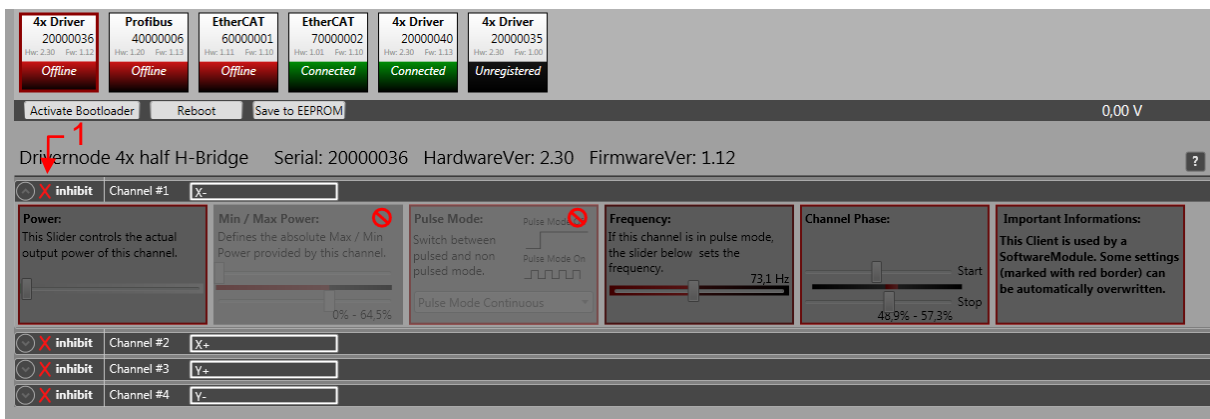 4x Driver
20000036
Hw: 2.30 Fw: 1.12
Offline
Profibus
40000006
Hw: 1.20 Fw: 1.13
Offline
EtherCAT
60000001
Hw: 1.11 Fw: 1.10
Offline
EtherCAT
70000002
Hw: 1.01 Fw: 1.10
Connected
4x Driver
20000040
Hw: 2.30 Fw: 1.13
Connected
4x Driver
20000035
Hw: 2.30 Fw: 1.00
Unregistered
Activate Bootloader Reboot Save to EEPROM 0,00 V
1
Drivernode 4x half H-Bridge Serial: 20000036 HardwareVer: 2.30 FirmwareVer: 1.12 ?
X inhibit Channel #1 X-
Power:
This Slider controls the actual
output power of this channel.
Min / Max Power:
Defines the absolute Max / Min
Power provided by this channel.
0% - 64,5%
Pulse Mode:
Switch between
pulsed and non
pulsed mode.
Pulse Mode
Pulse Mode On
Pulse Mode Continuous
Frequency:
If this channel is in pulse mode,
the slider below sets the
frequency.
73,1 Hz
Channel Phase:
Start
Stop
48,9% - 57,3%
Important Informations:
This Client is used by a
SoftwareModule. Some settings
(marked with red border) can
be automatically overwritten.
X inhibit Channel #2 X+
X inhibit Channel #3 Y+
X inhibit Channel #4 Y-